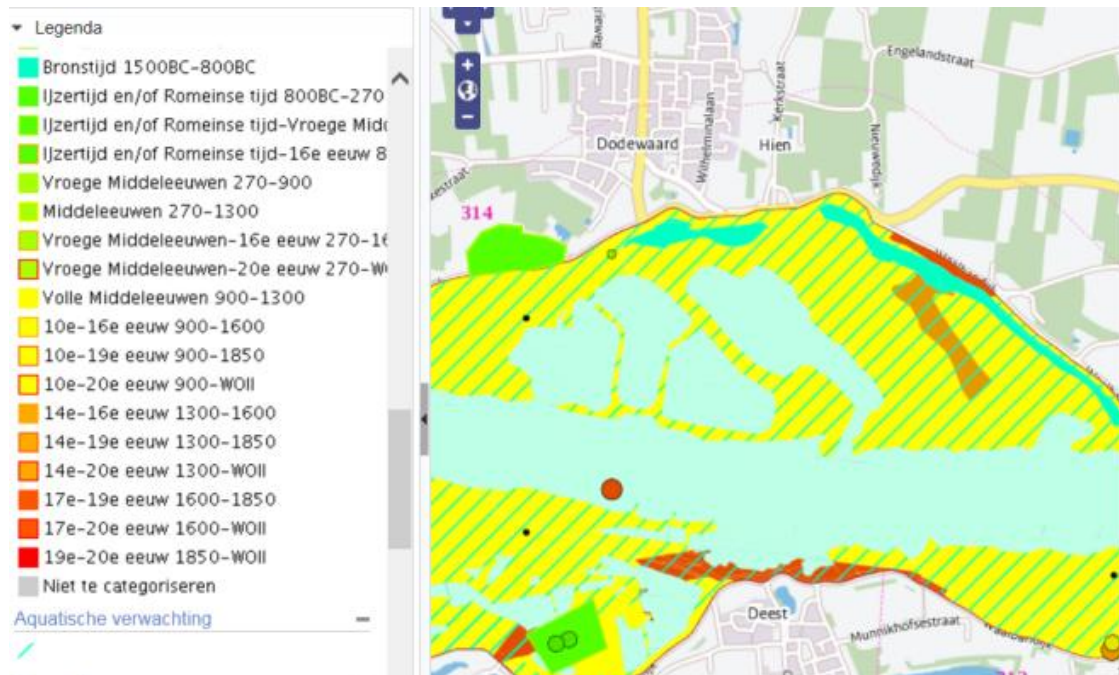 Legenda
Bronstijd 1500BC-800BC
IJzertijd en/of Romeinse tijd 800BC-270
IJzertijd en/of Romeinse tijd-Vroege Midd
IJzertijd en/of Romeinse tijd-16e eeuw 8
Vroege Middeleeuwen 270-900
Middeleeuwen 270-1300
Vroege Middeleeuwen-16e eeuw 270-16
Vroege Middeleeuwen-20e eeuw 270-WO
Volle Middeleeuwen 900-1300
10e-16e eeuw 900-1600
10e-19e eeuw 900-1850
10e-20e eeuw 900-WOII
14e-16e eeuw 1300-1600
14e-19e eeuw 1300-1850
14e-20e eeuw 1300-WOII
17e-19e eeuw 1600-1850
17e-20e eeuw 1600-WOII
19e-20e eeuw 1850-WOII
Niet te categoriseren
Aquatische verwachting
+
-
Engelandstraat
Kerkstraat
Dodewaard
Hien
Wilhelminalaan
Nieuwedijk
314
Deest
Munnikhofsestraat